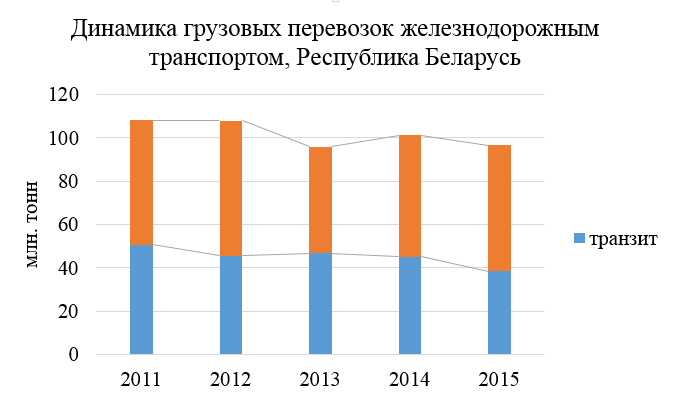 Динамика грузовых перевозок железнодорожным
транспортом, Республика Беларусь
120
100
80
60
40
20
0
млн. тонн
2011 2012 2013 2014 2015
транзит